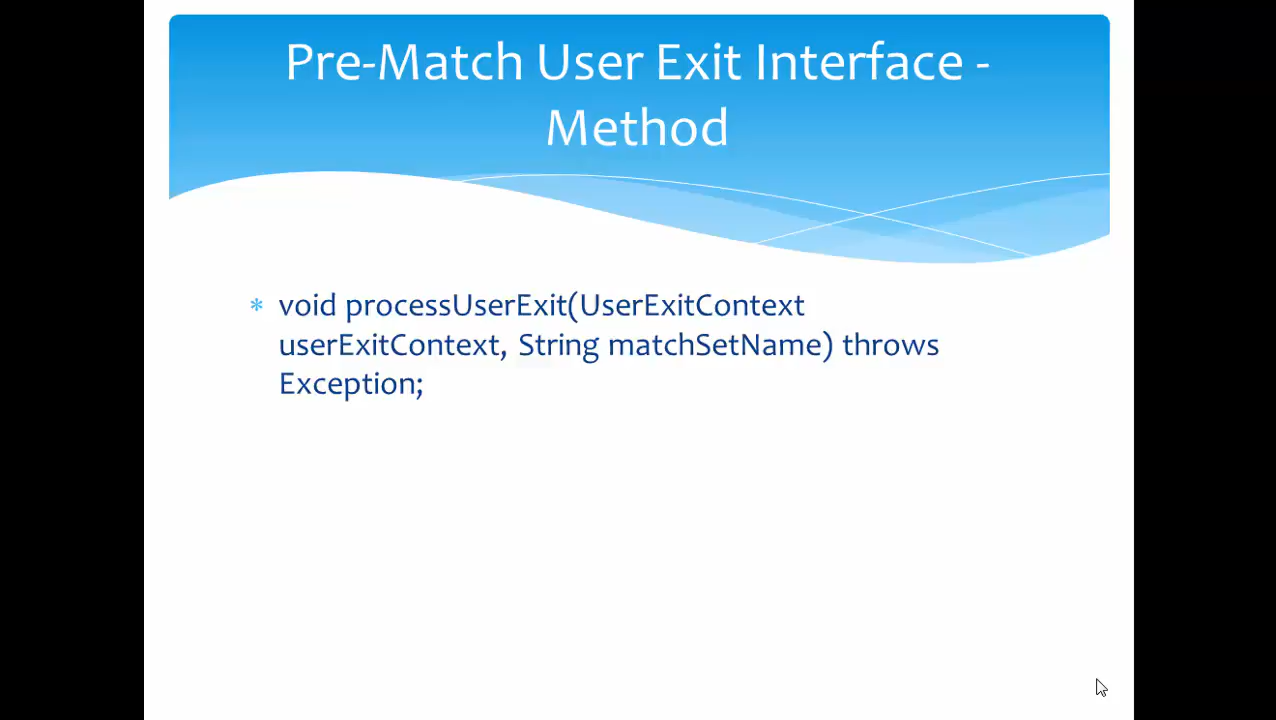 Pre-Match User Exit Interface -
Method
* void processUserExit(UserExitContext
userExitContext, String matchSetName) throws
Exception;